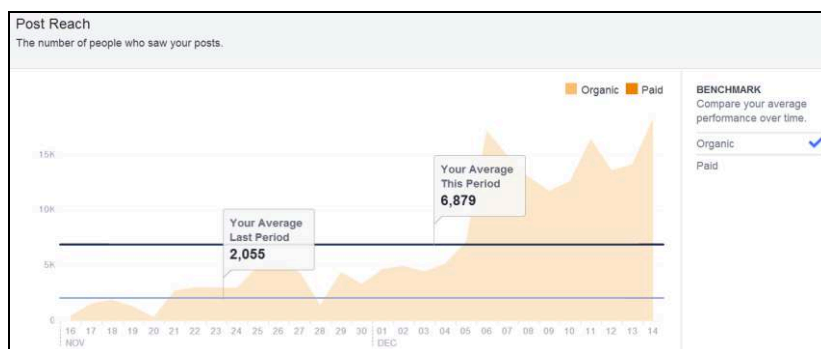 Post Reach
The number of people who saw your posts.
Organic Paid
BENCHMARK
Compare your average
performance over time.
Organic
Paid
15K
10K
5K
0
Your Average
This Period
6,879
Your Average
Last Period
2,055
16 17 18 19 20 21 22 23 24 25 26 27 28 29 30 01 02 03 04 05 06 07 08 09 10 11 12 13 14
NOV DEC